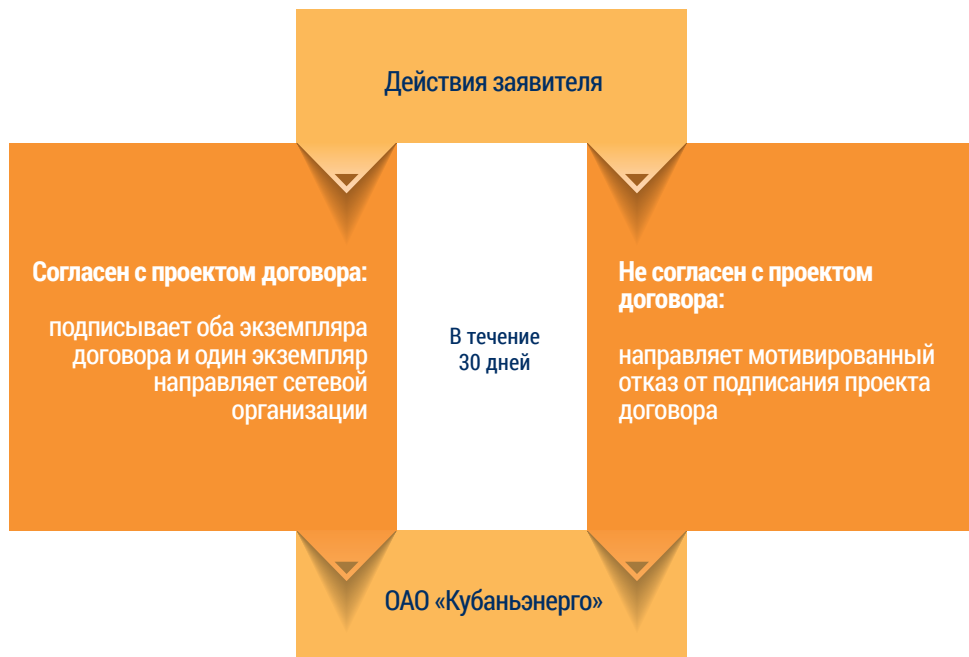 Действия заявителя
Согласен с проектом договора:
подписывает оба экземпляра
договора и один экземпляр
направляет сетевой
организации
В течение
30 дней
Не согласен с проектом
договора:
направляет мотивированный
отказ от подписания проекта
договора
ОАО «Кубаньэнерго»